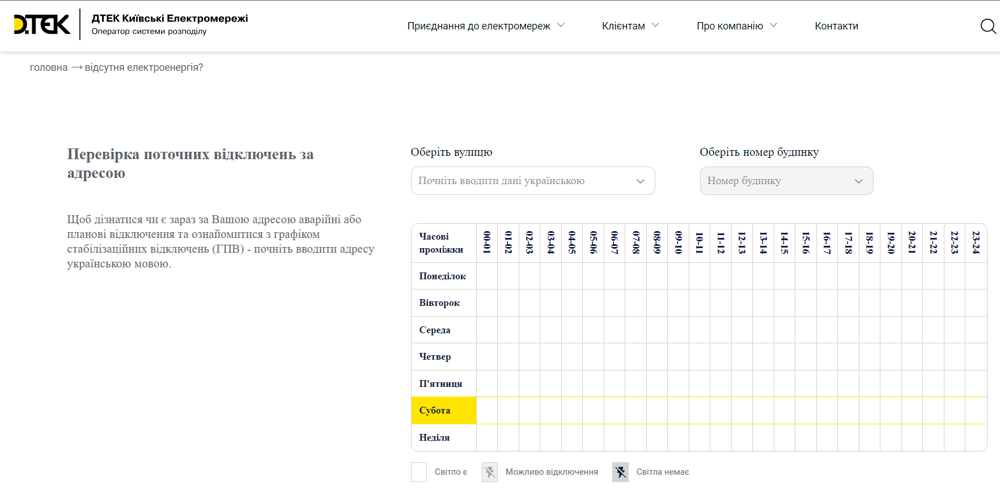 ДТЕК
ДТЕК Київські Електромережі
Оператор системи розподілу
Приєднання до електромереж
Клієнтам
Про компанію
Контакти
головна → відсутня електроенергія?
Перевірка поточних відключень за
адресою
Щоб дізнатися чи є зараз за Вашою адресою аварійні або
планові відключення та ознайомитися з графіком
стабілізаційних відключень (ГПВ) - почніть вводити адресу
українською мовою.
Оберіть вулицю
Почніть вводити дані українською
Оберіть номер будинку
Номер будинку
Часові
проміжки
00-01
01-02
02-03
03-04
04-05
05-06
06-07
07-08
08-09
09-10
10-11
11-12
12-13
13-14
14-15
15-16
16-17
17-18
18-19
19-20
20-21
21-22
22-23
23-24
Понеділок
Вівторок
Середа
Четвер
П'ятниця
Субота
Неділя
Світло є
Можливо відключення
Світла немає